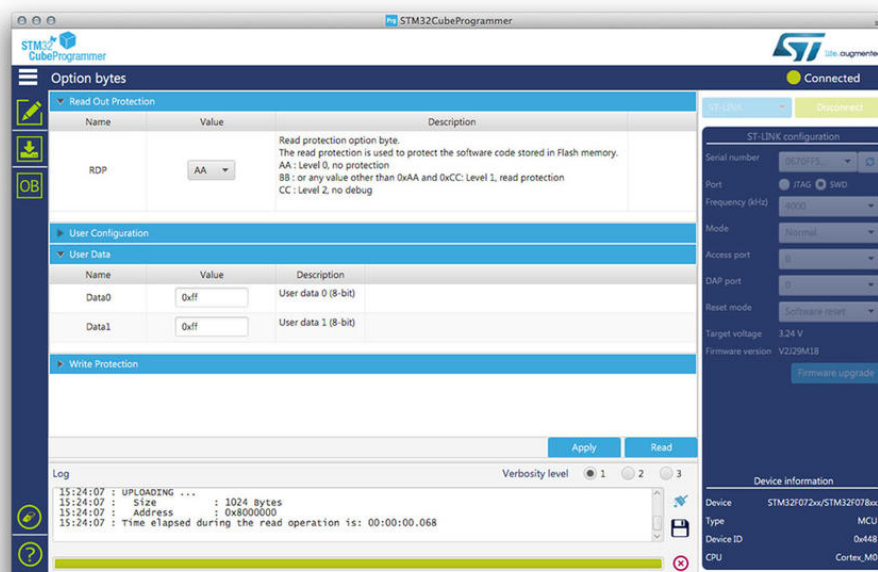 STM32CubeProgrammer
STM32
CubeProgrammer
life.augmented
Option bytes
Connected
Read Out Protection
Name Value Description
RDP
AA
Read protection option byte.
The read protection is used to protect the software code stored in Flash memory.
AA : Level 0, no protection
BB : or any value other than 0xAA and 0xCC: Level 1, read protection
CC : Level 2, no debug
User Configuration
User Data
Name Value Description
Data0 0xff User data 0 (8-bit)
Data1 0xff User data 1 (8-bit)
Write Protection
Apply Read
Log
Verbosity level 1 2 3
15:24:07 : UPLOADING ...
15:24:07 : Size : 1024 Bytes
15:24:07 : Address : 0x8000000
15:24:07 : Time elapsed during the read operation is: 00:00:00.068
OB
?
ST-LINK Disconnect
ST-LINK configuration
Serial number 0670FF5...
Port JTAG SWD
Frequency (kHz) 4000
Mode Normal
Access port 0
DAP port 0
Reset mode Software reset
Target voltage 3.24 V
Firmware version V2J29M18
Firmware upgrade
Device information
Device STM32F072xx/STM32F078xx
Type MCU
Device ID 0x448
CPU Cortex_M0